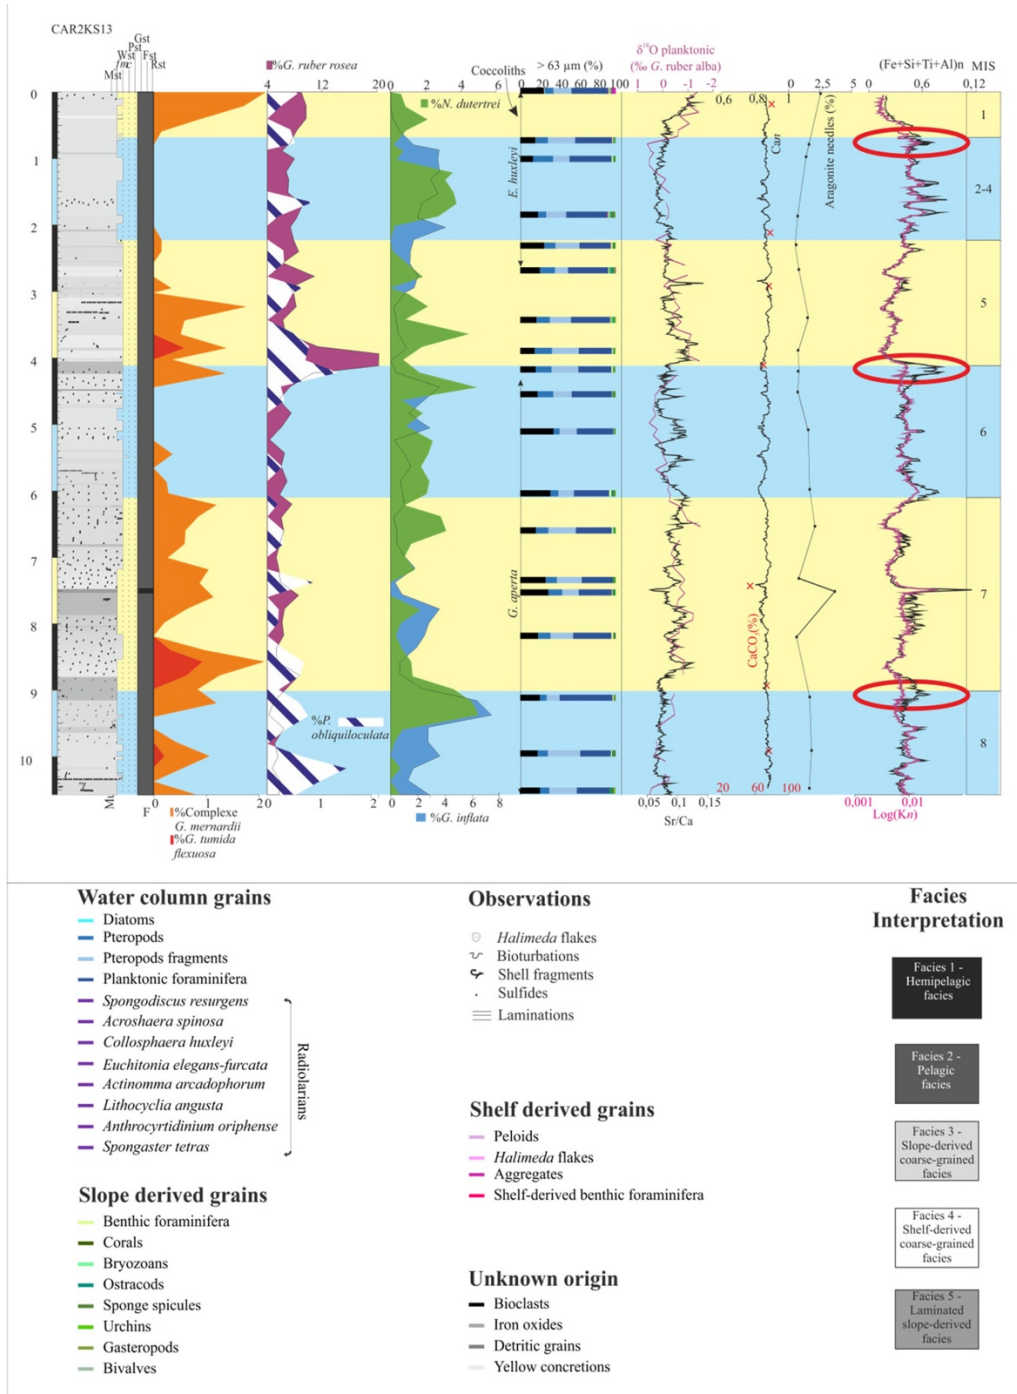 CAR2KS13
Gst
Pst
Wst Fst
mc Rst
Mst
%G. ruber rosea
Coccoliths
> 63 µm (%)
δ¹⁸O planktonic
(‰ G. ruber alba)
(Fe+Si+Ti+Al)n MIS
4 12 20
0 2 4 6
0 20 40 60 80 100
1 0 -1 -2
0,6 0,8 1
2,5 5
0 0,12
%N. dutertrei
E. huxleyi
G. aperta
Can
Aragonite needles (%)
CaCO₃(%)
0
1
2
3
4
5
6
7
8
9
10
1
2-4
5
6
7
8
%P.
obliquiloculata
F
0 1 2
0 1 2
0 2 4 6 8
0,05 0,1 0,15
Sr/Ca
20 60 100
0,001 0,01
Log(Kn)
%Complexe
G. mernardii
%G. tumida
flexuosa
%G. inflata
Water column grains
Diatoms
Pteropods
Pteropods fragments
Planktonic foraminifera
Spongodiscus resurgens
Acroshaera spinosa
Collosphaera huxleyi
Euchitonia elegans-furcata
Actinomma arcadophorum
Lithocyclia angusta
Anthrocyrtidinium oriphense
Spongaster tetras
Radiolarians
Slope derived grains
Benthic foraminifera
Corals
Bryozoans
Ostracods
Sponge spicules
Urchins
Gasteropods
Bivalves
Observations
Halimeda flakes
Bioturbations
Shell fragments
Sulfides
Laminations
Shelf derived grains
Peloids
Halimeda flakes
Aggregates
Shelf-derived benthic foraminifera
Unknown origin
Bioclasts
Iron oxides
Detritic grains
Yellow concretions
Facies
Interpretation
Facies 1 -
Hemipelagic
facies
Facies 2 -
Pelagic
facies
Facies 3 -
Slope-derived
coarse-grained
facies
Facies 4 -
Shelf-derived
coarse-grained
facies
Facies 5 -
Laminated
slope-derived
facies